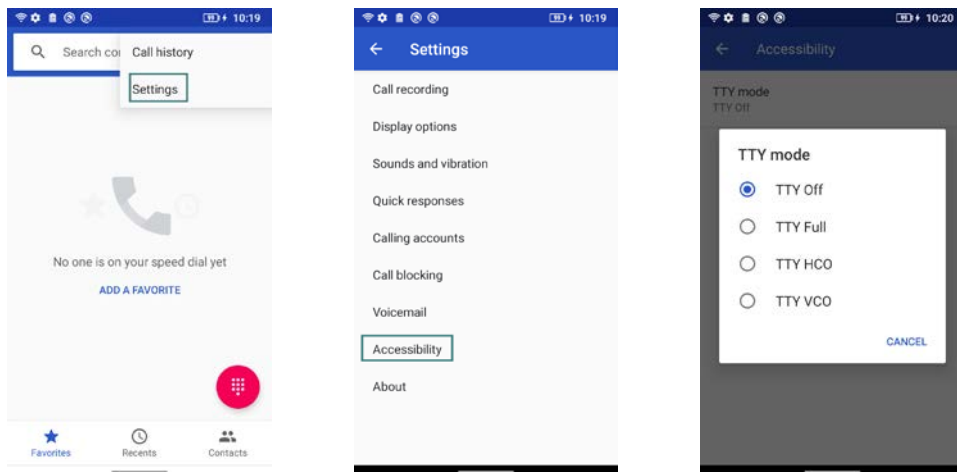 10:19
Search cor
Call history
Settings
No one is on your speed dial yet
ADD A FAVORITE
Favorites
Recents
Contacts
10:19
Settings
Call recording
Display options
Sounds and vibration
Quick responses
Calling accounts
Call blocking
Voicemail
Accessibility
About
10:20
Accessibility
TTY mode
TTY Off
TTY mode
TTY Off
TTY Full
TTY HCO
TTY VCO
CANCEL